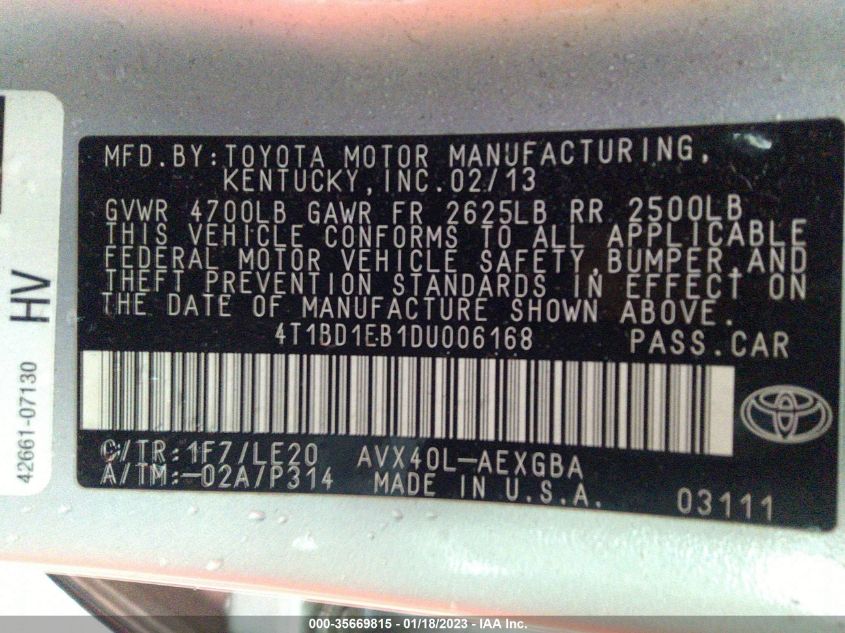 MFD.BY:TOYOTA MOTOR MANUFACTURING,
KENTUCKY,INC.02/13
GVWR 4700LB GAWR FR 2625LB RR 2500LB
THIS VEHICLE CONFORMS TO ALL APPLICABLE
FEDERAL MOTOR VEHICLE SAFETY,BUMPER,AND
THEFT PREVENTION STANDARDS IN EFFECT ON
THE DATE OF MANUFACTURE SHOWN ABOVE.
4T1BD1EB1DU006168 PASS.CAR
C/TR:1F7/LE20 AVX40L-AEXGBA
A/TM:-02A/P314 MADE IN U.S.A. 03111
HV
42661-07130
000-35669815 - 01/18/2023 - IAA Inc.